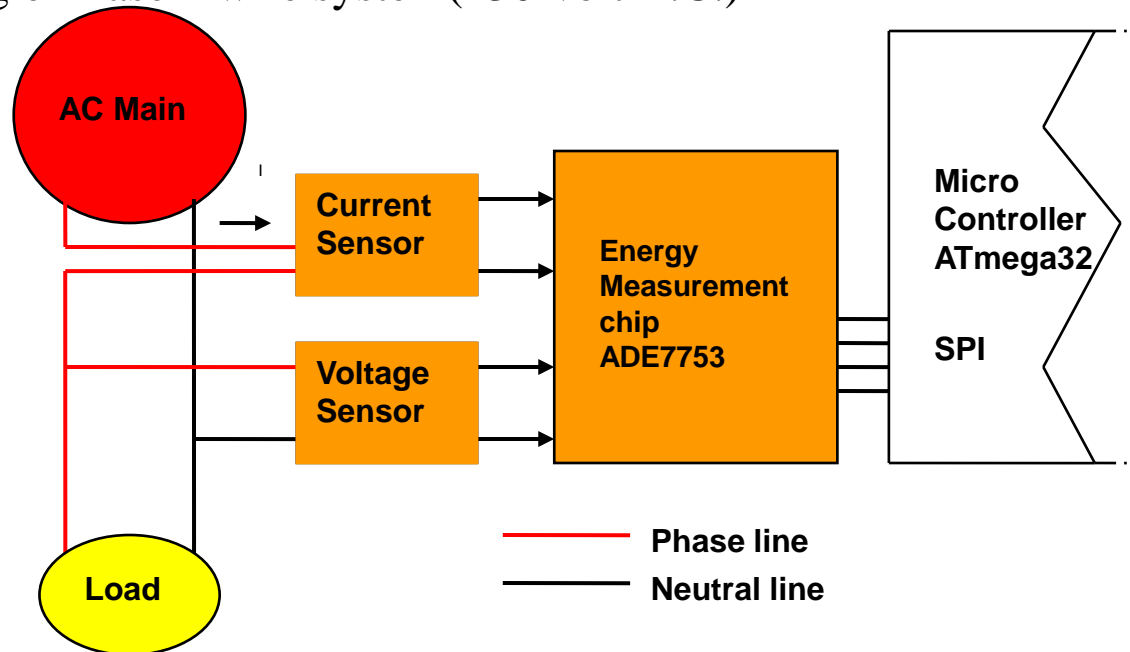 AC Main
I
Current
Sensor
Voltage
Sensor
Energy
Measurement
chip
ADE7753
Micro
Controller
ATmega32
SPI
Phase line
Neutral line
Load